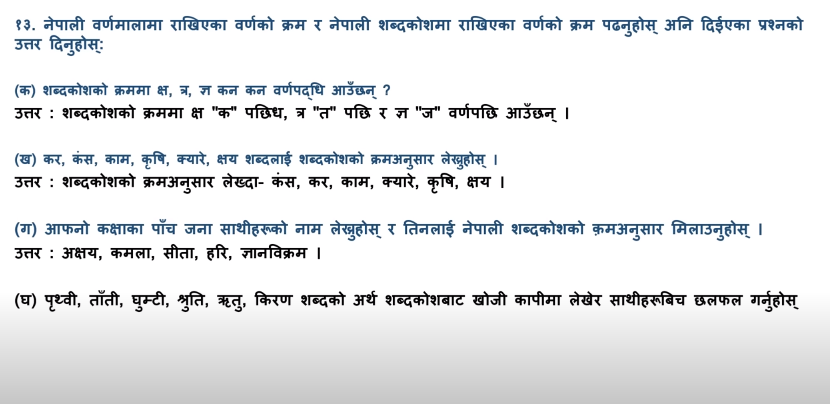 १३. नेपाली वर्णमालामा राखिएका वर्णको क्रम र नेपाली शब्दकोशमा राखिएका वर्णको क्रम पढनुहोस् अनि दिईएका प्रश्नको
उत्तर दिनुहोस्:
(क) शब्दकोशको क्रममा क्ष, त्र, ज्ञ कन कन वर्णपद्धि आउँछन् ?
उत्तर : शब्दकोशको क्रममा क्ष "क" पछिध, त्र "त" पछि र ज्ञ "ज" वर्णपछि आउँछन् ।
(ख) कर, कंस, काम, कृषि, क्यारे, क्षय शब्दलाई शब्दकोशको क्रमअनुसार लेख्नुहोस् ।
उत्तर : शब्दकोशको क्रमअनुसार लेख्दा- कंस, कर, काम, क्यारे, कृषि, क्षय ।
(ग) आफनो कक्षाका पाँच जना साथीहरूको नाम लेख्नुहोस् र तिनलाई नेपाली शब्दकोशको क्रमअनुसार मिलाउनुहोस् ।
उत्तर : अक्षय, कमला, सीता, हरि, ज्ञानविक्रम ।
(घ) पृथ्वी, ताँती, घुम्टी, श्रुति, ऋतु, किरण शब्दको अर्थ शब्दकोशबाट खोजी कापीमा लेखेर साथीहरूबिच छलफल गर्नुहोस्